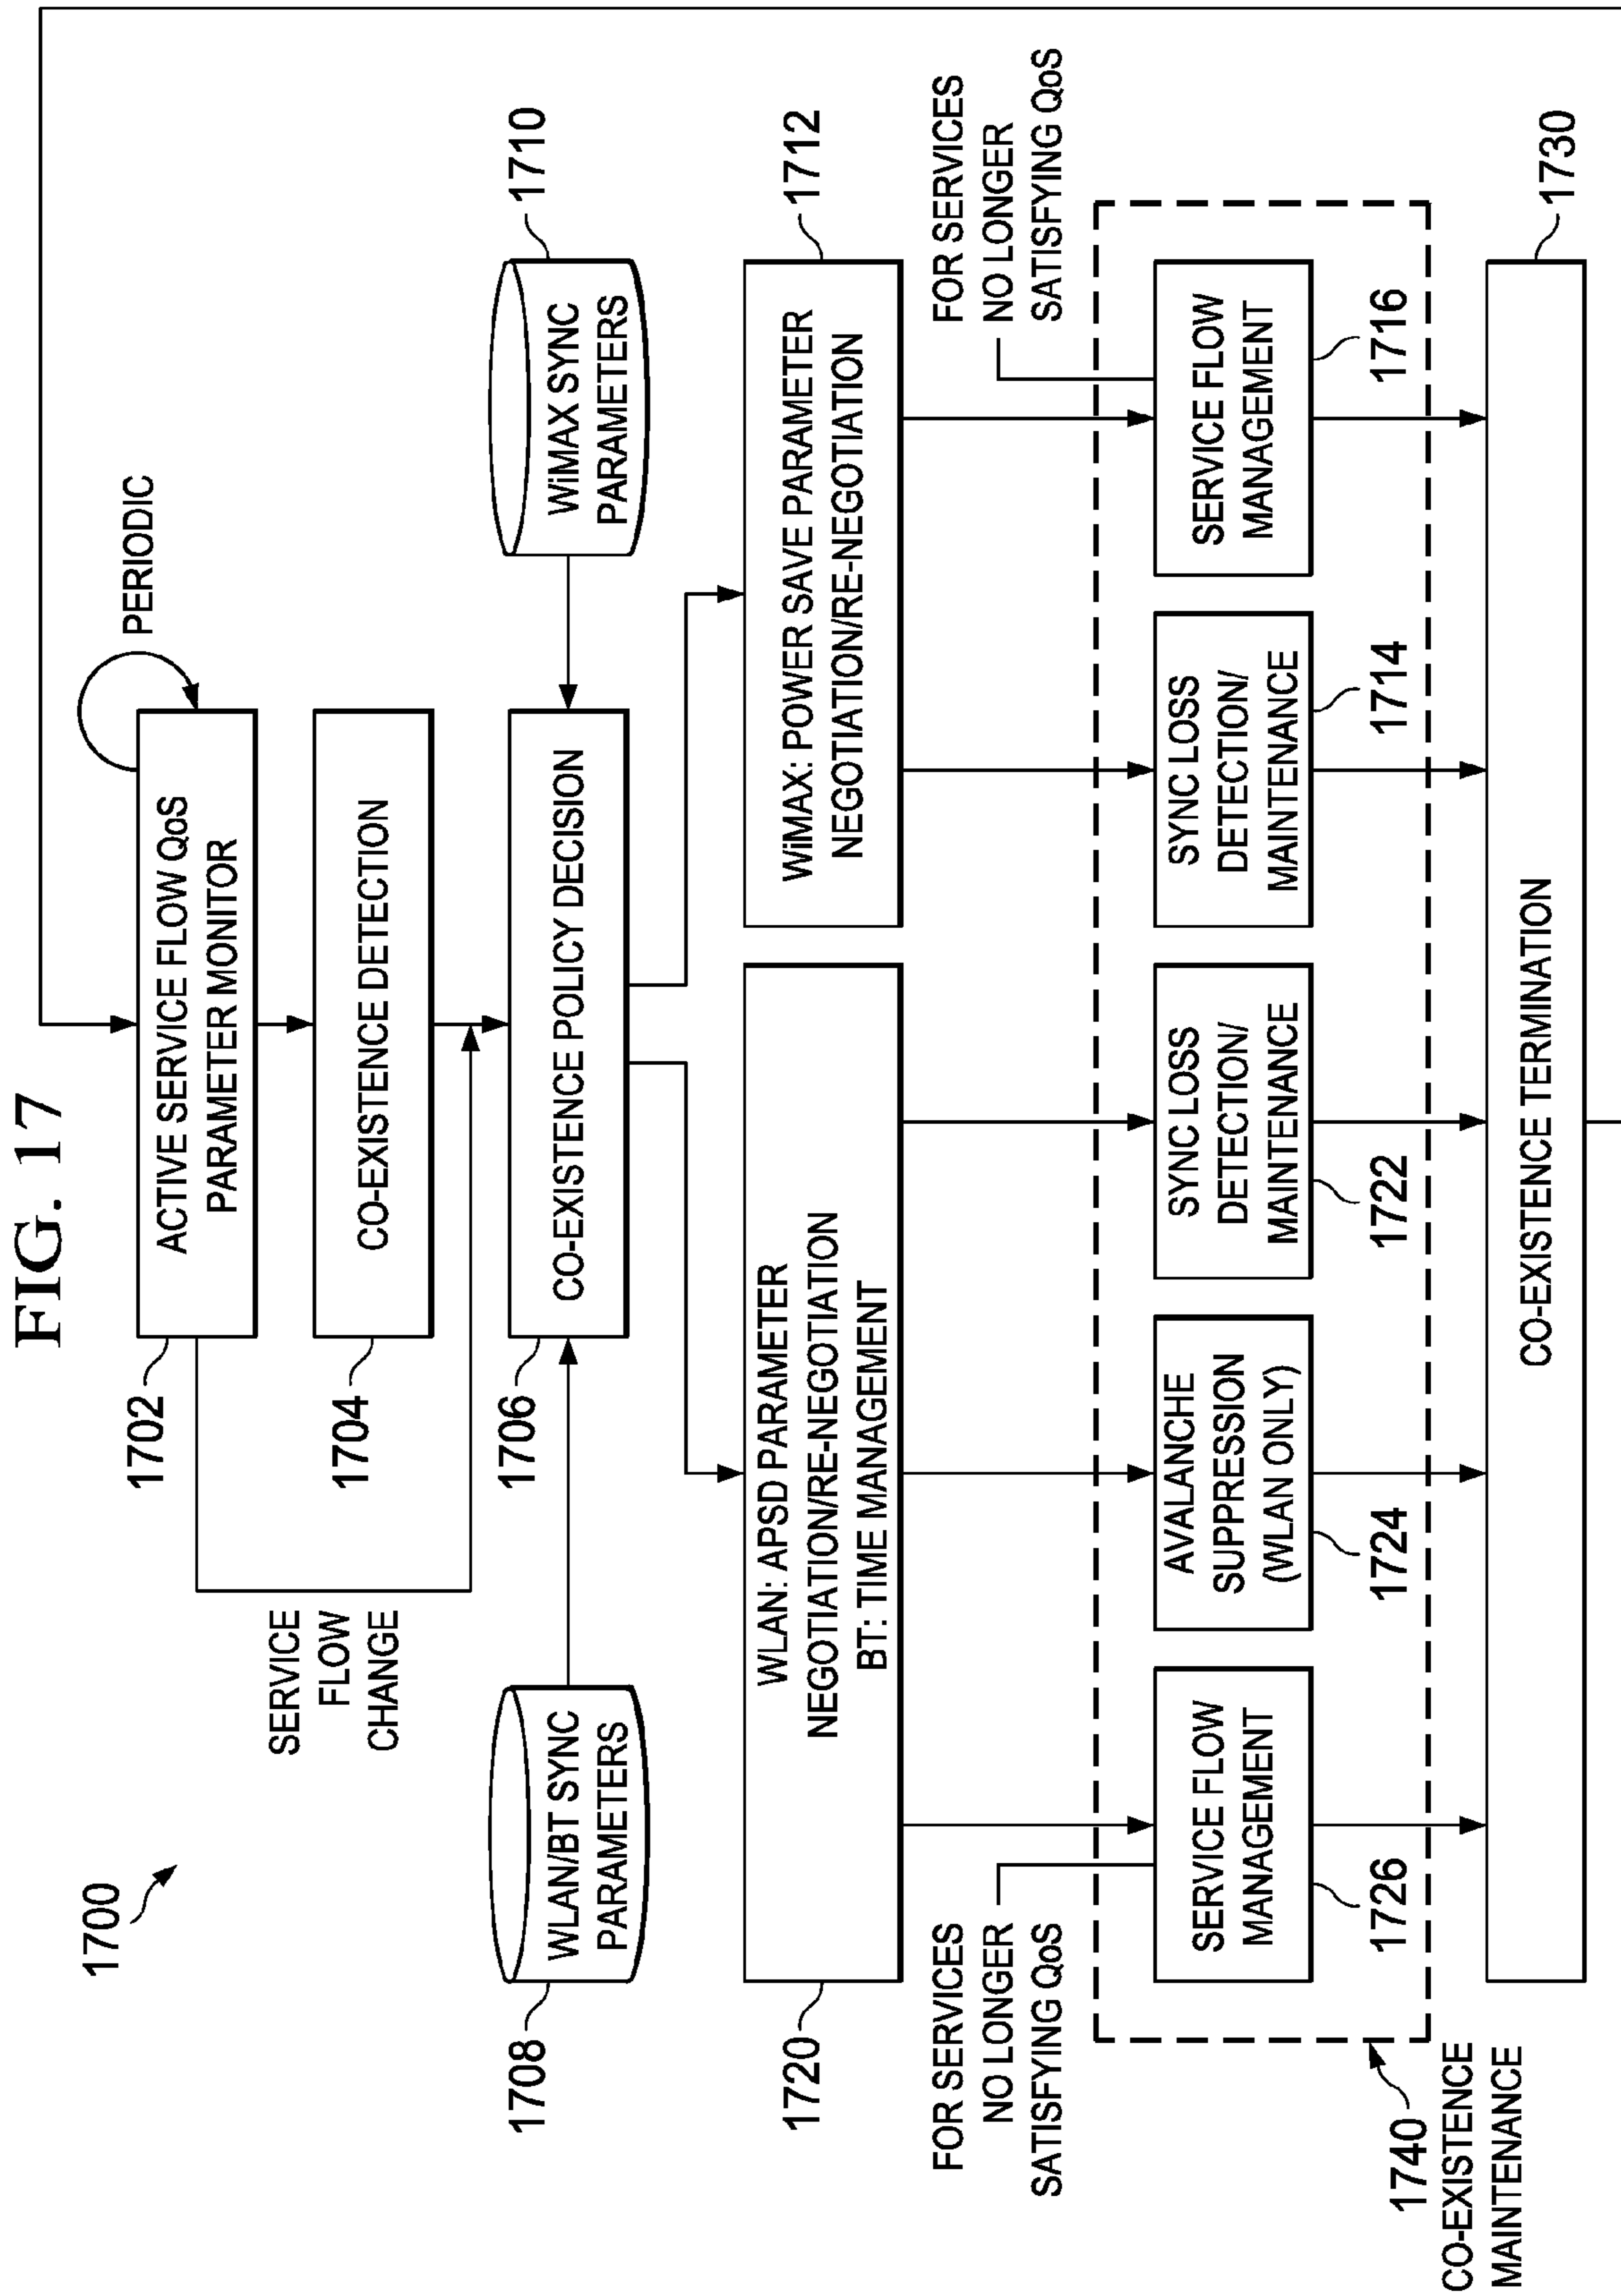 FIG. 17
1700
PERIODIC
ACTIVE SERVICE FLOW QoS
PARAMETER MONITOR
1702
SERVICE
FLOW
CHANGE
CO-EXISTENCE DETECTION
1704
WLAN/BT SYNC
PARAMETERS
1708
CO-EXISTENCE POLICY DECISION
1706
WiMAX SYNC
PARAMETERS
1710
WLAN: APSD PARAMETER
NEGOTIATION/RE-NEGOTIATION
BT: TIME MANAGEMENT
1720
WiMAX: POWER SAVE PARAMETER
NEGOTIATION/RE-NEGOTIATION
1712
FOR SERVICES
NO LONGER
SATISFYING QoS
FOR SERVICES
NO LONGER
SATISFYING QoS
SERVICE FLOW
MANAGEMENT
1726
AVALANCHE
SUPPRESSION
(WLAN ONLY)
1724
SYNC LOSS
DETECTION/
MAINTENANCE
1722
SYNC LOSS
DETECTION/
MAINTENANCE
1714
SERVICE FLOW
MANAGEMENT
1716
1740
CO-EXISTENCE
MAINTENANCE
CO-EXISTENCE TERMINATION
1730